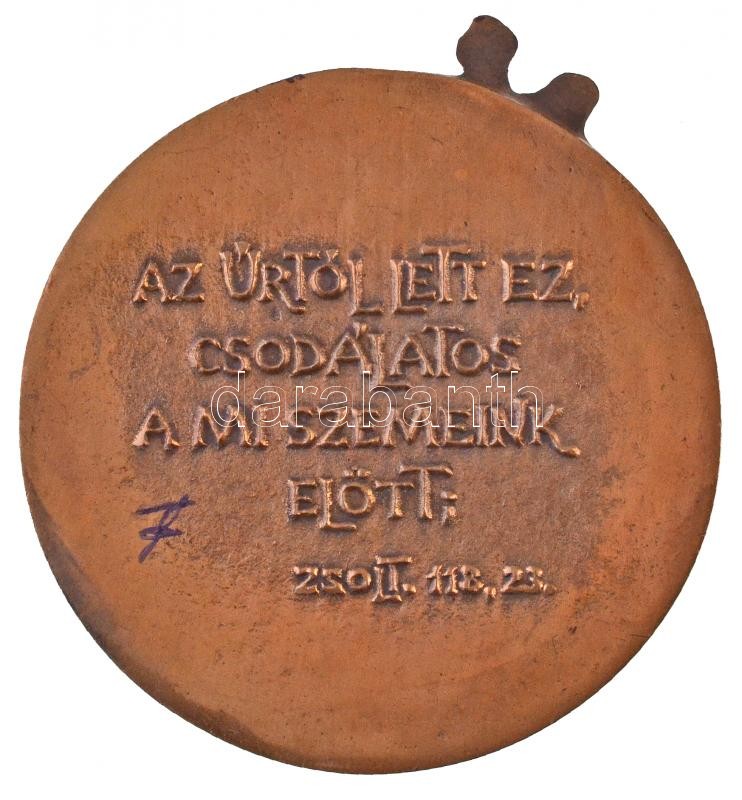 AZ ÚRTÓL LETT EZ,
CSODÁLATOS
darabanth
A MI SZEMEINK
ELŐTT;
ZSOLT. 118., 23.